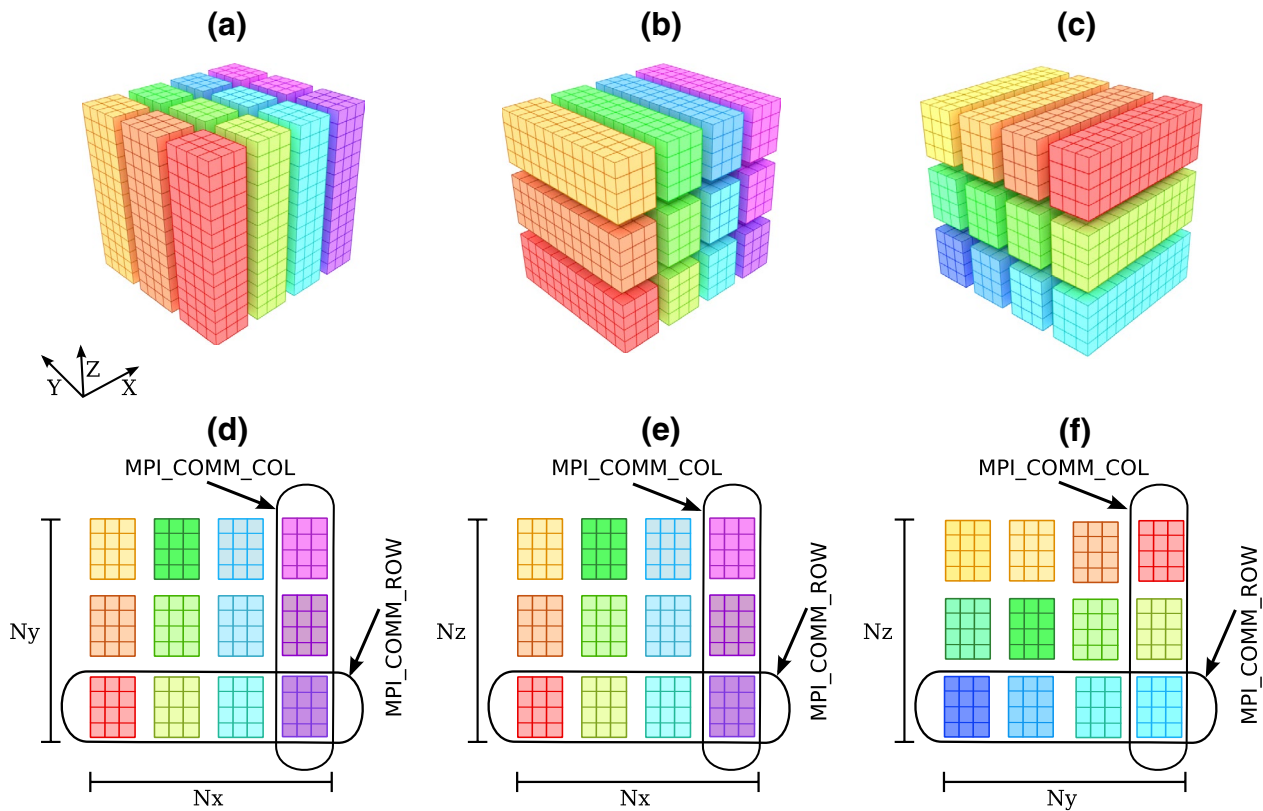 (a)
(b)
(c)
Y
Z
X
(d)
(e)
(f)
MPI_COMM_COL
MPI_COMM_COL
MPI_COMM_COL
MPI_COMM_ROW
MPI_COMM_ROW
MPI_COMM_ROW
Ny
Nz
Nz
Nx
Nx
Ny